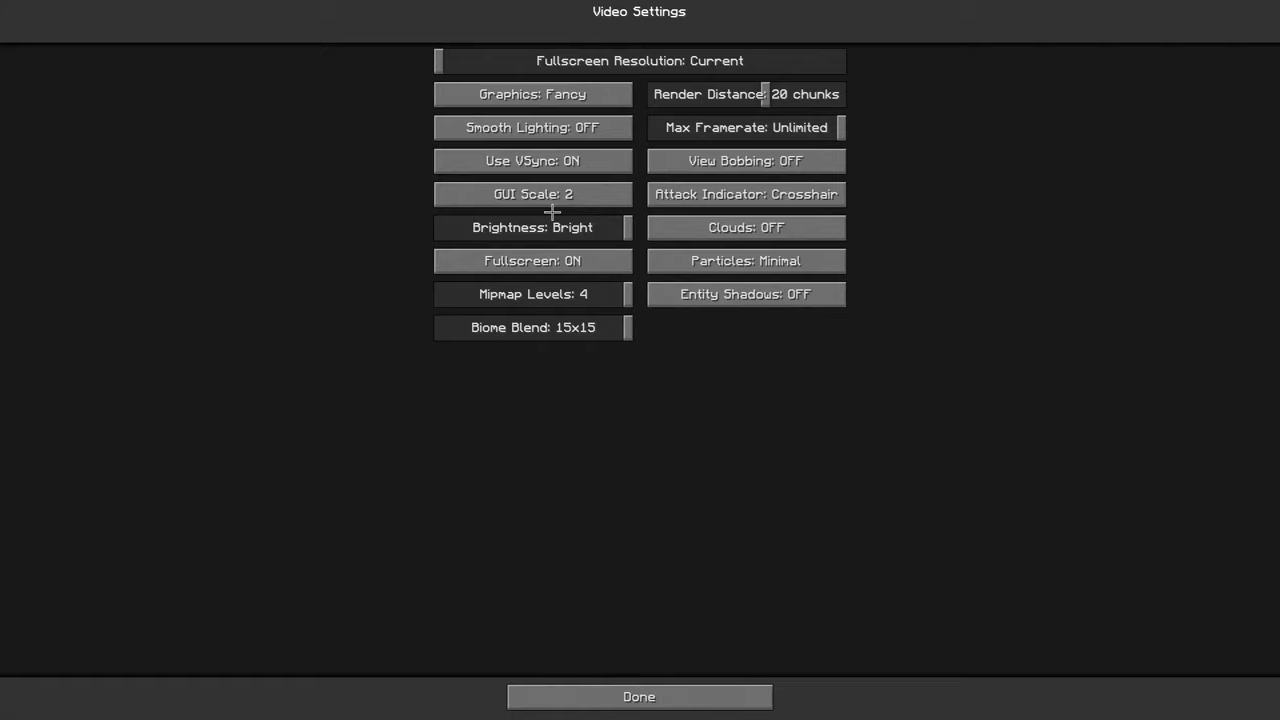 Video Settings
Fullscreen Resolution: Current
Graphics: Fancy
Render Distance: 20 chunks
Smooth Lighting: OFF
Max Framerate: Unlimited
Use VSync: ON
View Bobbing: OFF
GUI Scale: 2
Attack Indicator: Crosshair
Brightness: Bright
Clouds: OFF
Fullscreen: ON
Particles: Minimal
Mipmap Levels: 4
Entity Shadows: OFF
Biome Blend: 15x15
Done